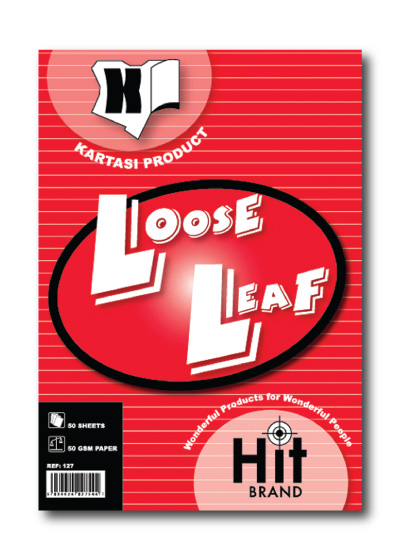 K
KARTASI PRODUCT
LOOSE
LEAF
50 SHEETS
50 GSM PAPER
REF: 127
Wonderful Products for Wonderful People
Hit
BRAND